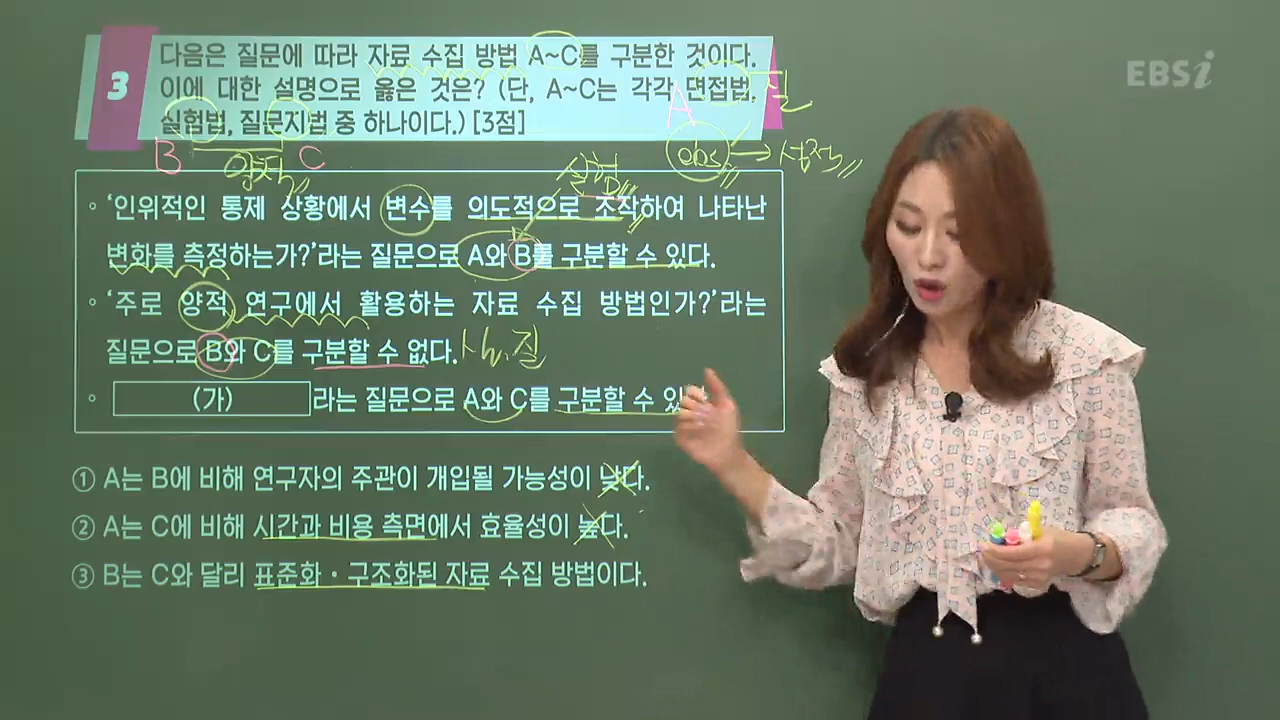 3
다음은 질문에 따라 자료 수집 방법 A~C를 구분한 것이다.
이에 대한 설명으로 옳은 것은? (단, A~C는 각각 면접법,
실험법, 질문지법 중 하나이다.) [3점]
EBSi
A
질
B
양적
C
obs
실험
◦ ‘인위적인 통제 상황에서 변수를 의도적으로 조작하여 나타난
변화를 측정하는가?’라는 질문으로 A와 B를 구분할 수 있다.
◦ ‘주로 양적 연구에서 활용하는 자료 수집 방법인가?’라는
질문으로 B와 C를 구분할 수 없다.
실, 질
◦ (가) 라는 질문으로 A와 C를 구분할 수 있
① A는 B에 비해 연구자의 주관이 개입될 가능성이 낮다.
② A는 C에 비해 시간과 비용 측면에서 효율성이 높다.
③ B는 C와 달리 표준화・구조화된 자료 수집 방법이다.